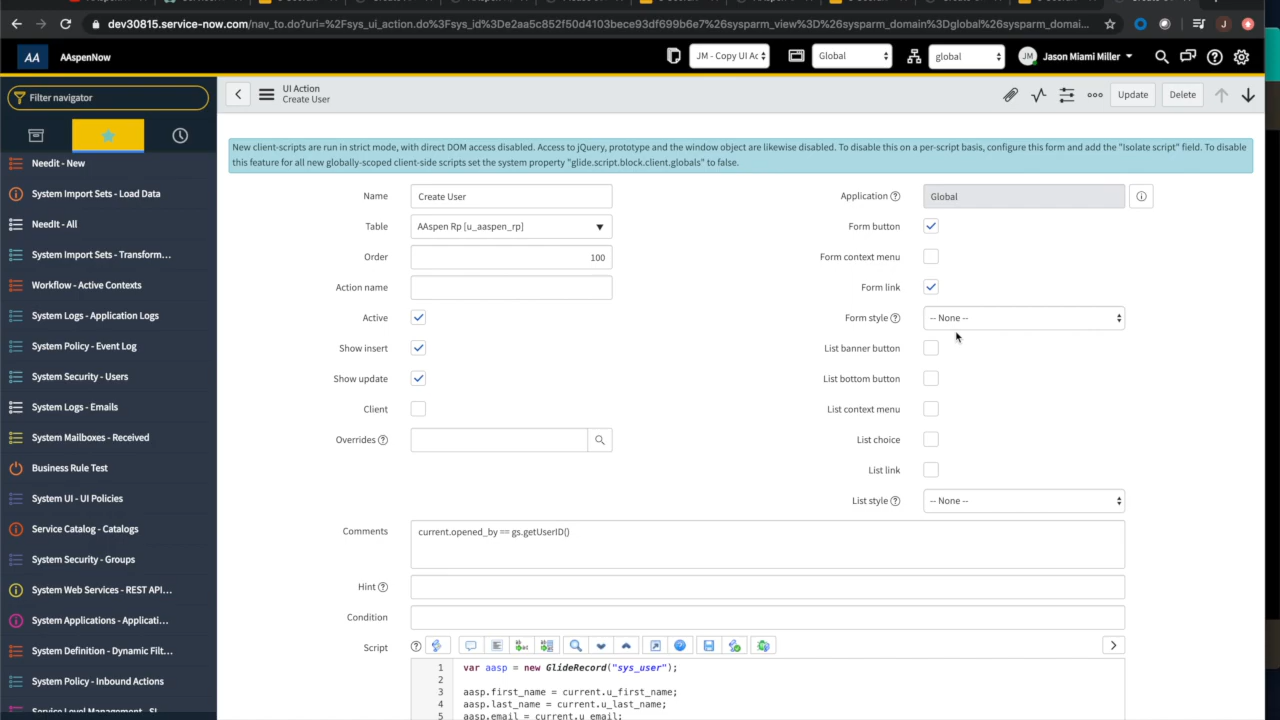 dev30815.service-now.com/nav_to.do?uri=%2Fsys_ui_action.do%3Fsys_id%3De2aa5c852f50d4103bece93df699b6e7%26sysparm_view%3D%26sysparm_domain%3Dglobal%26sysparm_doma...
J
AA
AAspenNow
JM - Copy UI Ac
Global
global
JM
Jason Miami Miller
Filter navigator
UI Action
Create User
Update
Delete
New client-scripts are run in strict mode, with direct DOM access disabled. Access to jQuery, prototype and the window object are likewise disabled. To disable this on a per-script basis, configure this form and add the "Isolate script" field. To disable
this feature for all new globally-scoped client-side scripts set the system property "glide.script.block.client.globals" to false.
Needit - New
System Import Sets - Load Data
NeedIt - All
System Import Sets - Transform...
Workflow - Active Contexts
System Logs - Application Logs
System Policy - Event Log
System Security - Users
System Logs - Emails
System Mailboxes - Received
Business Rule Test
System UI - UI Policies
Service Catalog - Catalogs
System Security - Groups
System Web Services - REST API...
System Applications - Applicati...
System Definition - Dynamic Filt...
System Policy - Inbound Actions
Name
Create User
Table
AAspen Rp [u_aaspen_rp]
Order
100
Action name
Active
Show insert
Show update
Client
Overrides
Application
Global
Form button
Form context menu
Form link
Form style
-- None --
List banner button
List bottom button
List context menu
List choice
List link
List style
-- None --
Comments
current.opened_by == gs.getUserID()
Hint
Condition
Script
1 var aasp = new GlideRecord("sys_user");
2
3 aasp.first_name = current.u_first_name;
4 aasp.last_name = current.u_last_name;
5 aasp.email = current.u_email;